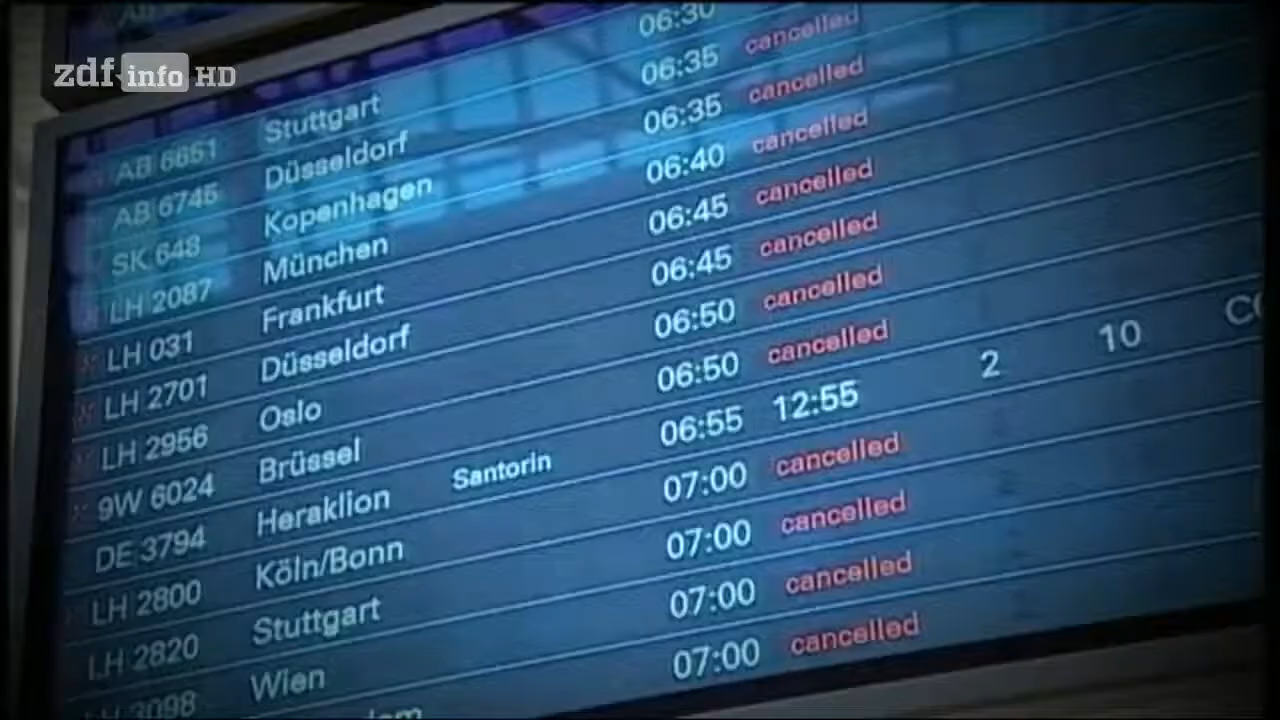 zdf info HD
AB 6651 Stuttgart 06:30
AB 6745 Düsseldorf 06:35 cancelled
SK 648 Kopenhagen 06:35 cancelled
LH 2087 München 06:40 cancelled
LH 031 Frankfurt 06:45 cancelled
LH 2701 Düsseldorf 06:45 cancelled
LH 2956 Oslo 06:50 cancelled
9W 6024 Brüssel 06:50 cancelled
DE 3794 Heraklion Santorin 06:55 12:55 2 10
LH 2800 Köln/Bonn 07:00 cancelled
LH 2820 Stuttgart 07:00 cancelled
LH 3098 Wien 07:00 cancelled
07:00 cancelled